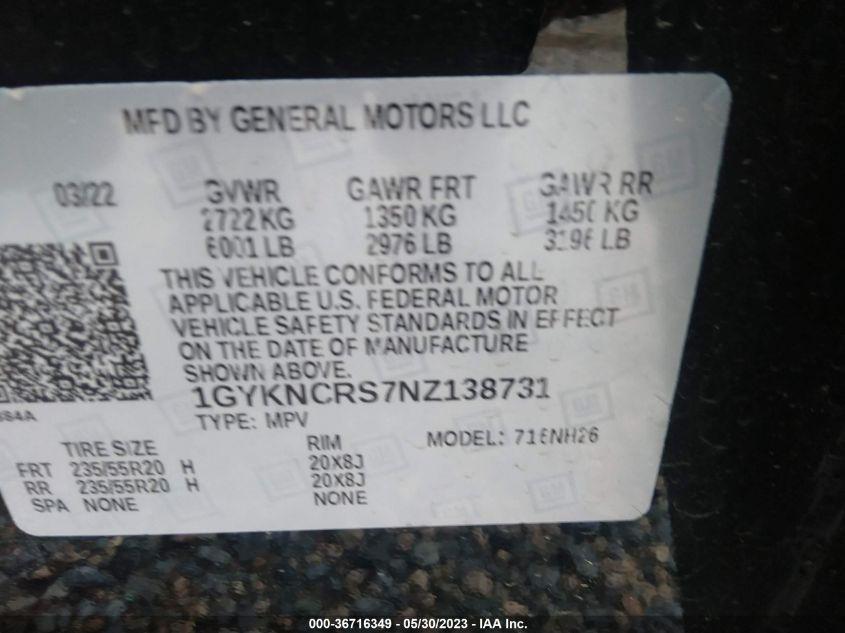 MFD BY GENERAL MOTORS LLC
03/22 GVWR GAWR FRT GAWR RR
2722 KG 1350 KG 1450 KG
6001 LB 2976 LB 3196 LB
THIS VEHICLE CONFORMS TO ALL
APPLICABLE U.S. FEDERAL MOTOR
VEHICLE SAFETY STANDARDS IN EFFECT
ON THE DATE OF MANUFACTURE
SHOWN ABOVE.
1GYKNCRS7NZ138731
TYPE: MPV
TIRE SIZE RIM MODEL: 716NH26
FRT 235/55R20 H 20X8J
RR 235/55R20 H 20X8J
SPA NONE NONE
000-36716349 — 05/30/2023 — IAA Inc.